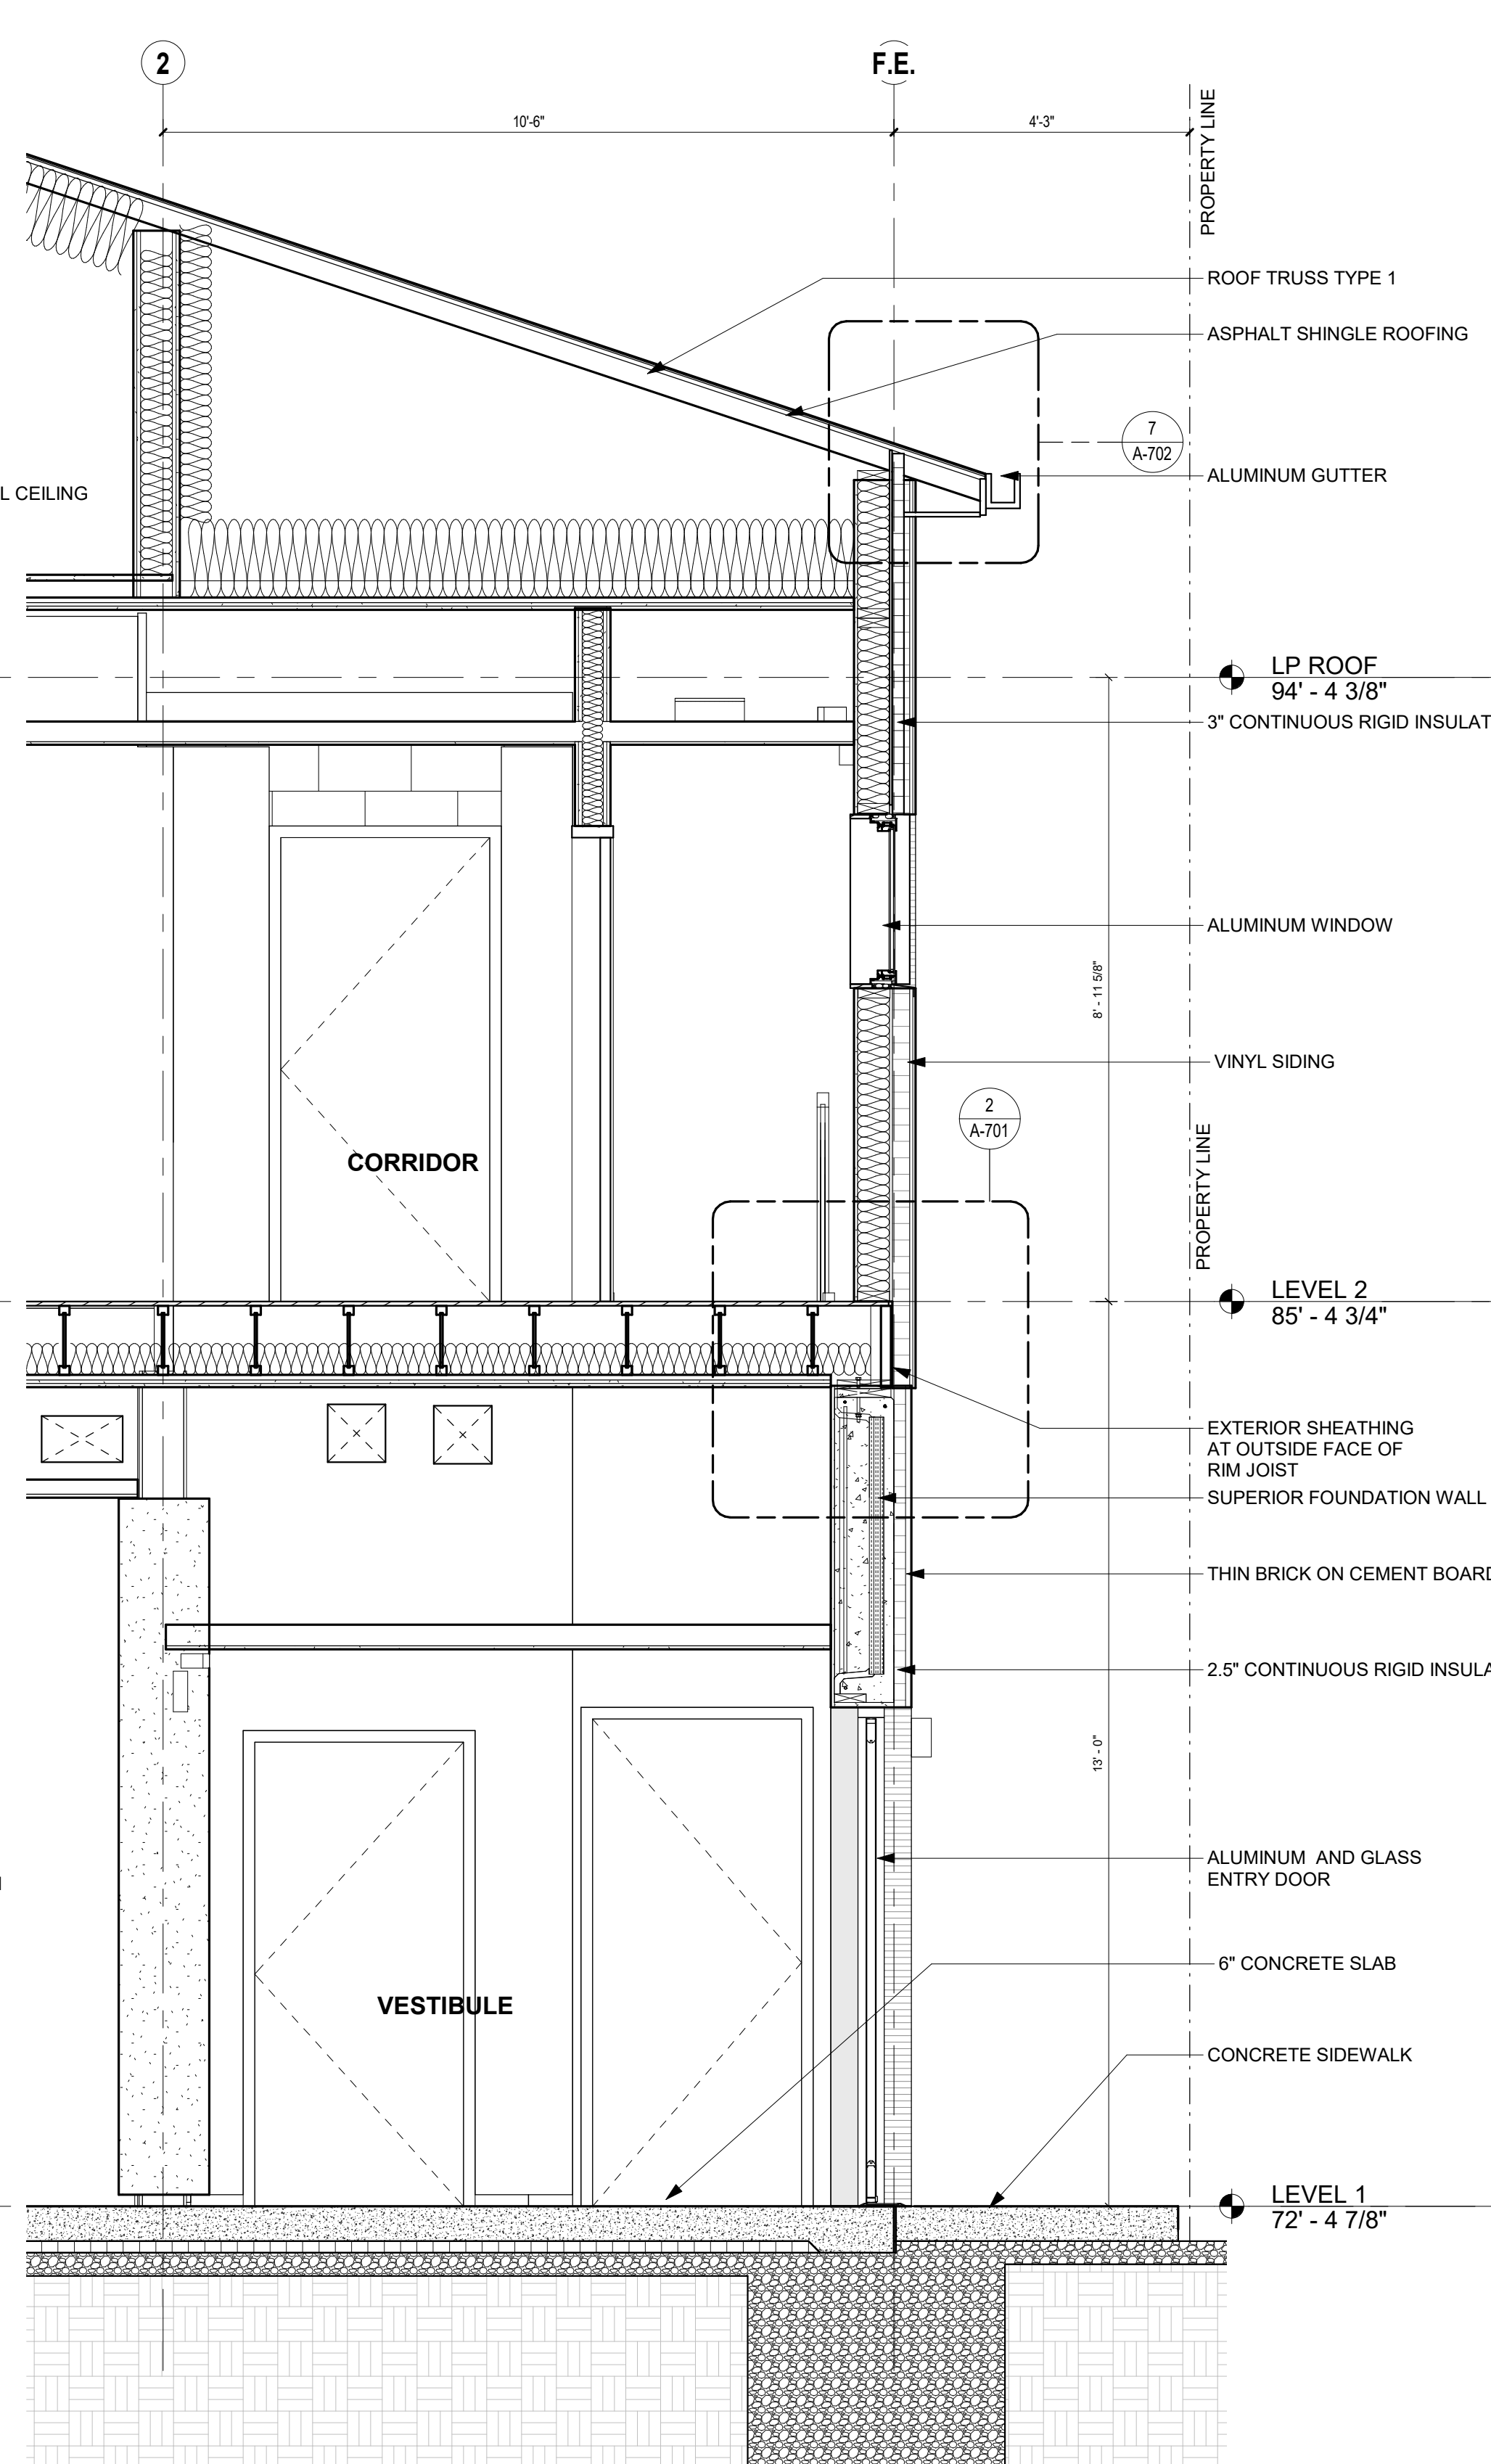 2
F.E.
10'-6"
4'-3"
PROPERTY LINE
ROOF TRUSS TYPE 1
ASPHALT SHINGLE ROOFING
7
A-702
ALUMINUM GUTTER
L CEILING
LP ROOF
94' - 4 3/8"
3" CONTINUOUS RIGID INSULAT
ALUMINUM WINDOW
8' - 11 5/8"
VINYL SIDING
2
A-701
PROPERTY LINE
CORRIDOR
LEVEL 2
85' - 4 3/4"
EXTERIOR SHEATHING
AT OUTSIDE FACE OF
RIM JOIST
SUPERIOR FOUNDATION WALL
THIN BRICK ON CEMENT BOARD
2.5" CONTINUOUS RIGID INSULA
13' - 0"
ALUMINUM AND GLASS
ENTRY DOOR
6" CONCRETE SLAB
VESTIBULE
CONCRETE SIDEWALK
LEVEL 1
72' - 4 7/8"